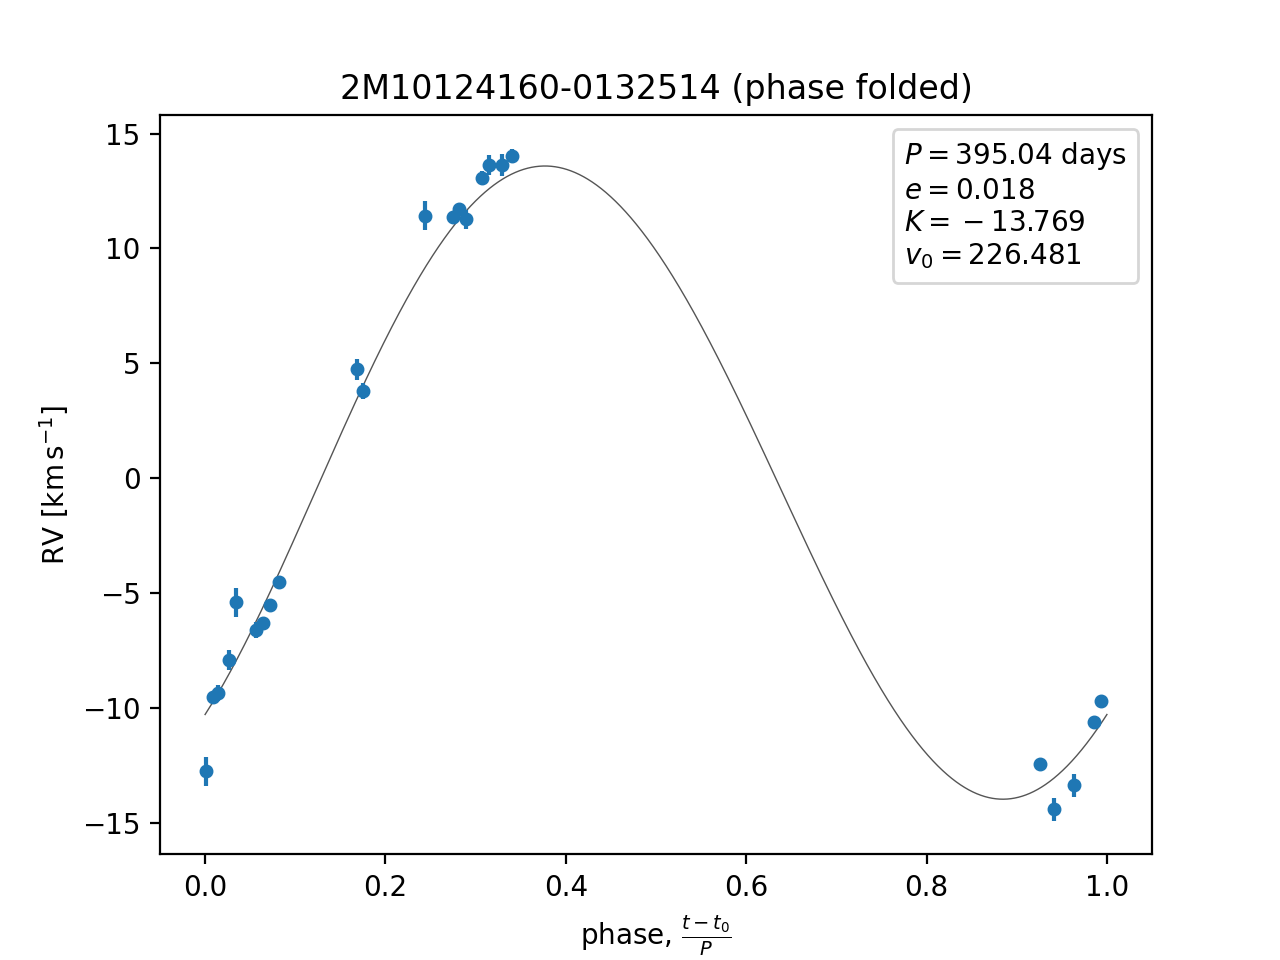 2M10124160-0132514 (phase folded)
P = 395.04 days
e = 0.018
K = −13.769
v₀ = 226.481
RV [km s⁻¹]
15
10
5
0
−5
−10
−15
0.0 0.2 0.4 0.6 0.8 1.0
phase, (t − t₀)/P